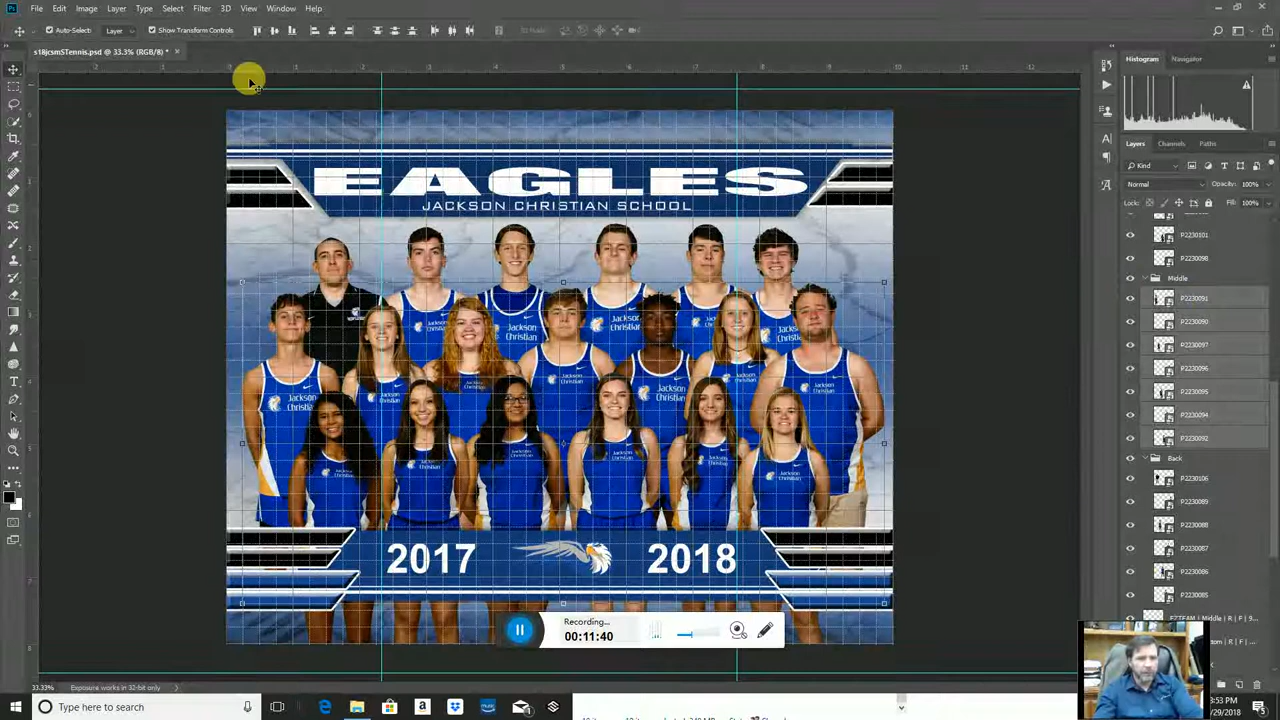 File Edit Image Layer Type Select Filter 3D View Window Help
Auto-Select: Layer Show Transform Controls
s18jcsmSTennis.psd @ 33.3% (RGB/8) *
Histogram Navigator
EAGLES
JACKSON CHRISTIAN SCHOOL
Layers Channels Paths
Kind
Normal Opacity: 100%
Lock: Fill: 100%
P2230101
P2230098
Middle
P2230091
P2230090
P2230097
P2230096
P2230095
P2230094
P2230092
Back
P2230106
P2230089
P2230088
P2230087
P2230086
P2230085
Jackson Christian
2017 2018
Recording...
00:11:40
33.33% Exposure works in 32-bit only
Type here to search